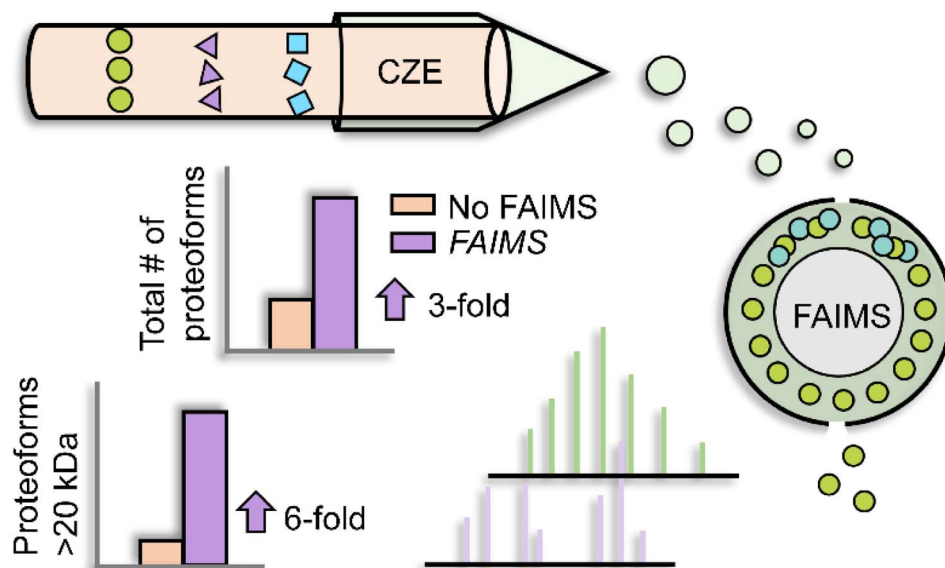 CZE
Total # of
proteoforms
No FAIMS
FAIMS
3-fold
FAIMS
Proteoforms
>20 kDa
6-fold